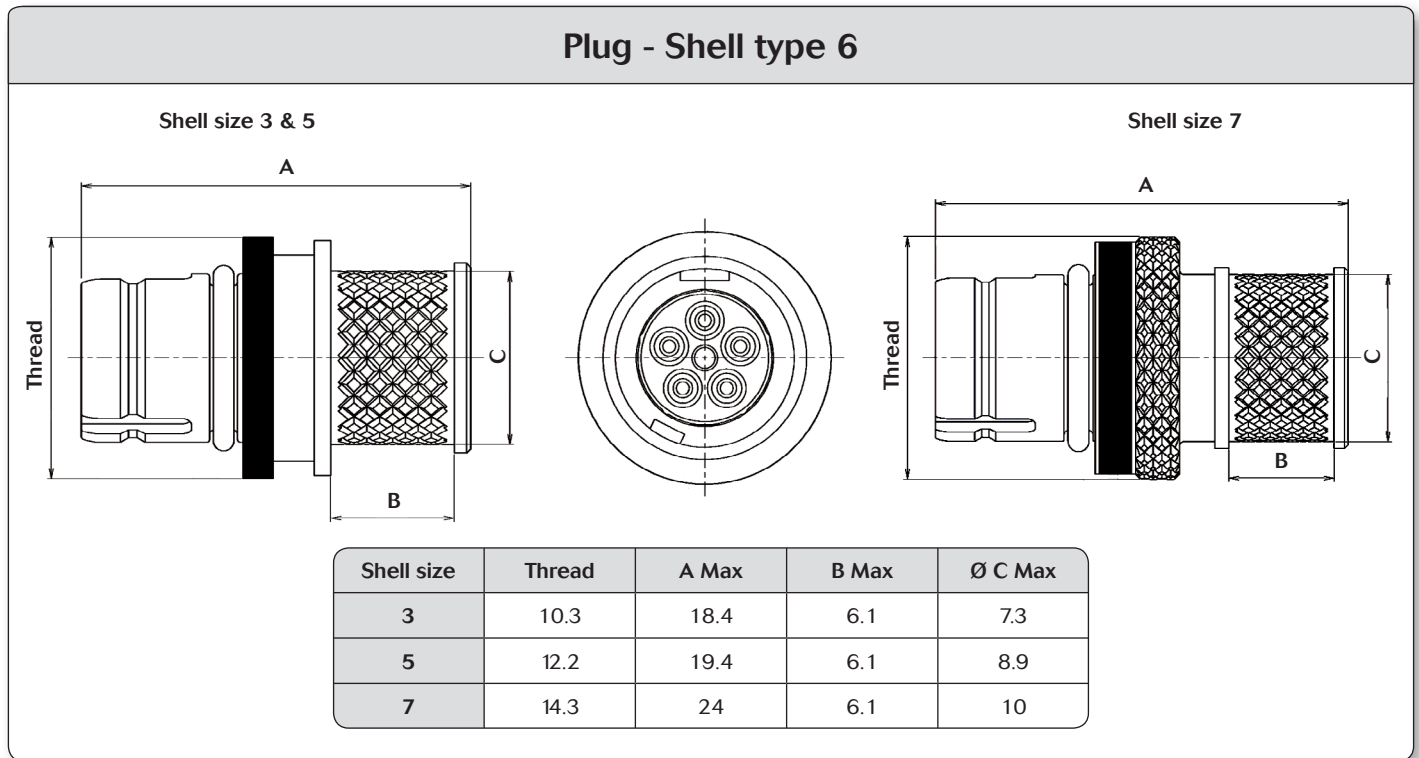 Plug - Shell type 6
Shell size 3 & 5
Shell size 7
A
Thread
C
B
A
Thread
C
B
Shell size Thread A Max B Max Ø C Max
3 10.3 18.4 6.1 7.3
5 12.2 19.4 6.1 8.9
7 14.3 24 6.1 10